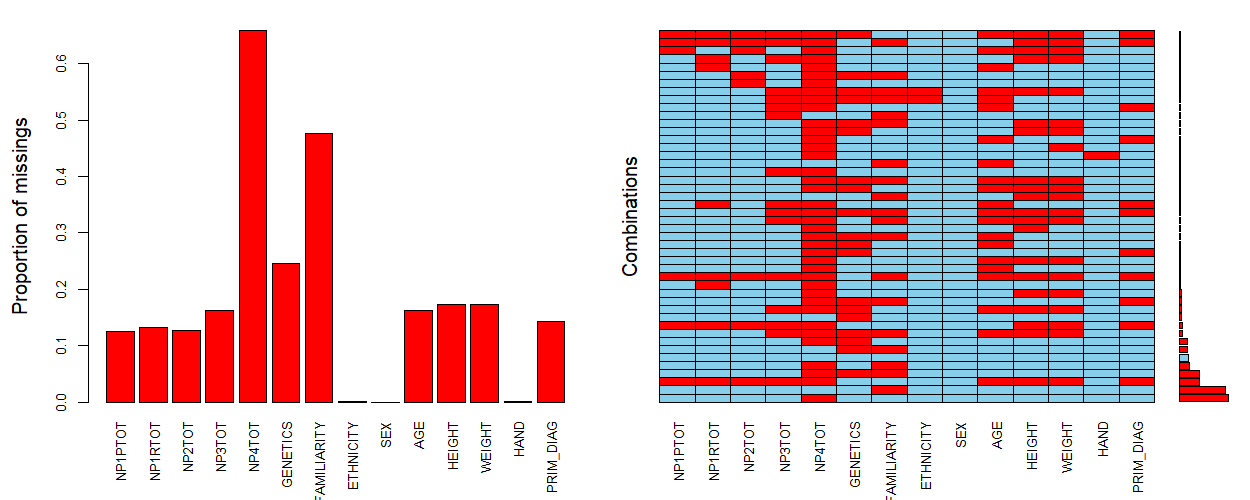 Proportion of missings
0.6
0.5
0.4
0.3
0.2
0.1
0.0
NP1PTOT
NP1RTOT
NP2TOT
NP3TOT
NP4TOT
GENETICS
FAMILIARITY
ETHNICITY
SEX
AGE
HEIGHT
WEIGHT
HAND
PRIM_DIAG
Combinations
NP1PTOT
NP1RTOT
NP2TOT
NP3TOT
NP4TOT
GENETICS
FAMILIARITY
ETHNICITY
SEX
AGE
HEIGHT
WEIGHT
HAND
PRIM_DIAG